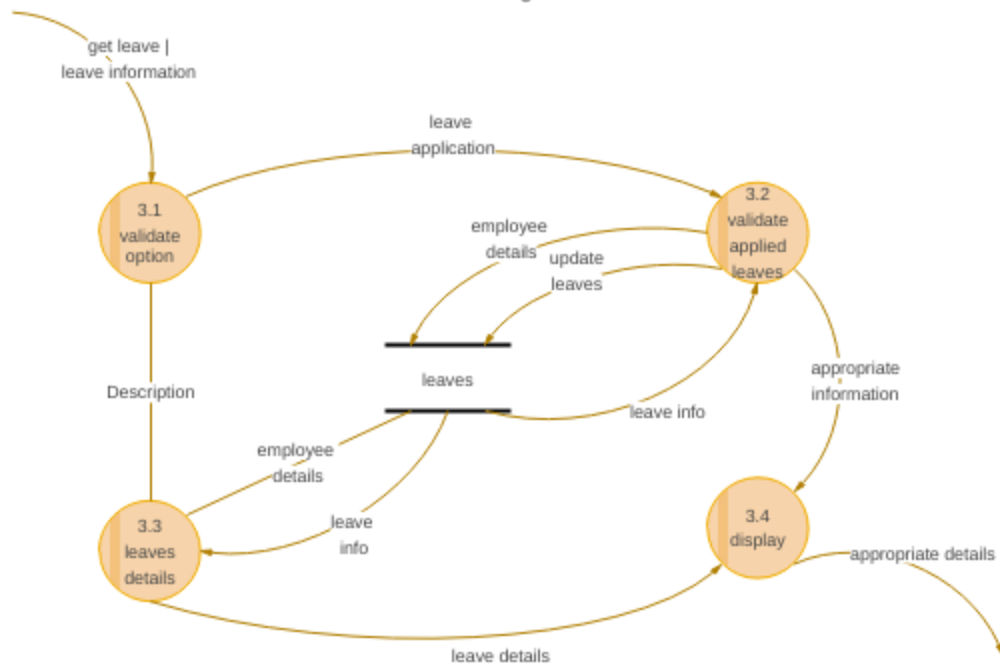 get leave |
leave information
leave
application
3.1
validate
option
3.2
validate
applied
leaves
employee
details
update
leaves
leaves
appropriate
information
Description
leave info
employee
details
leave
info
3.3
leaves
details
3.4
display
appropriate details
leave details